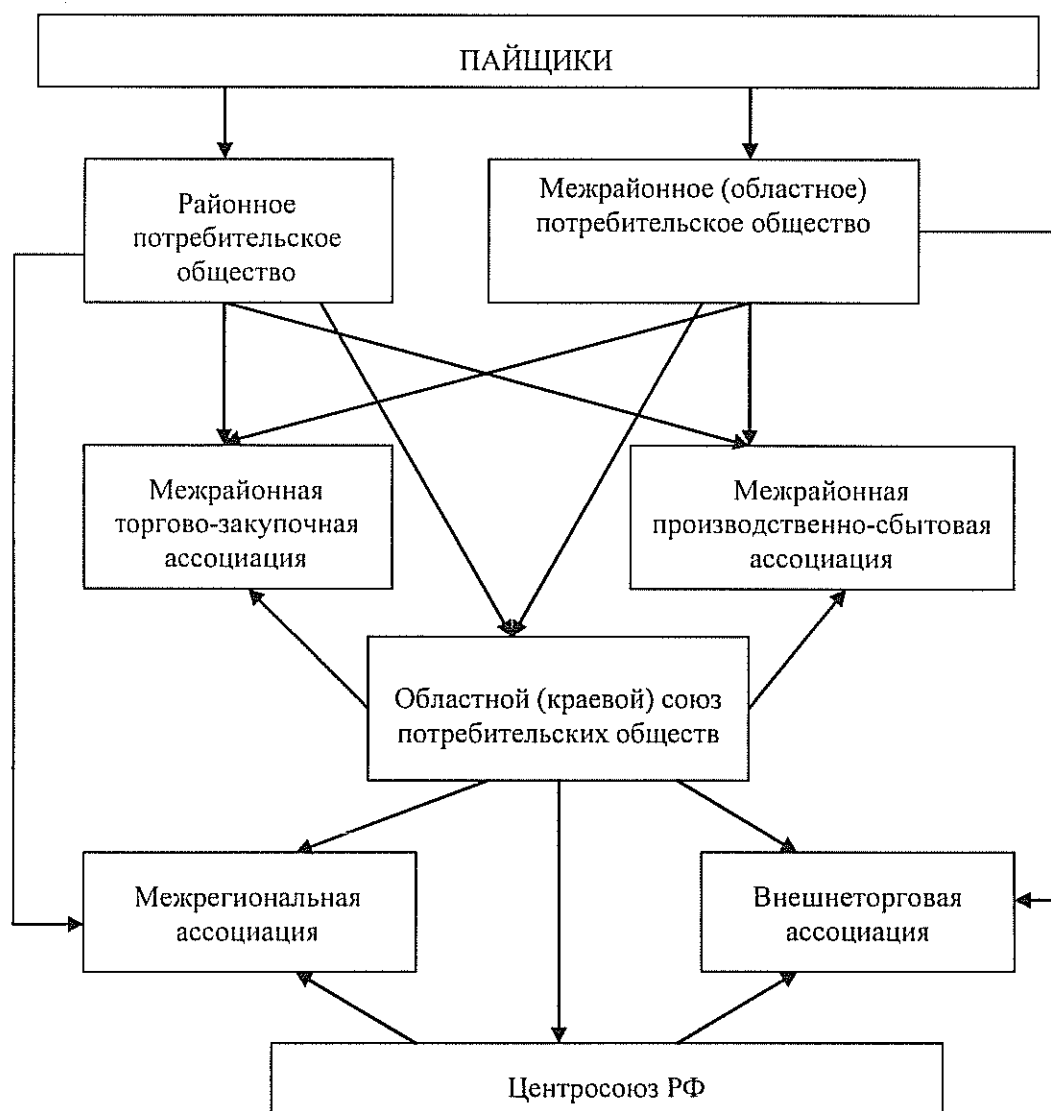 ПАЙЩИКИ
Районное
потребительское
общество
Межрайонное (областное)
потребительское общество
Межрайонная
торгово-закупочная
ассоциация
Межрайонная
производственно-сбытовая
ассоциация
Областной (краевой) союз
потребительских обществ
Межрегиональная
ассоциация
Внешнеторговая
ассоциация
Центросоюз РФ